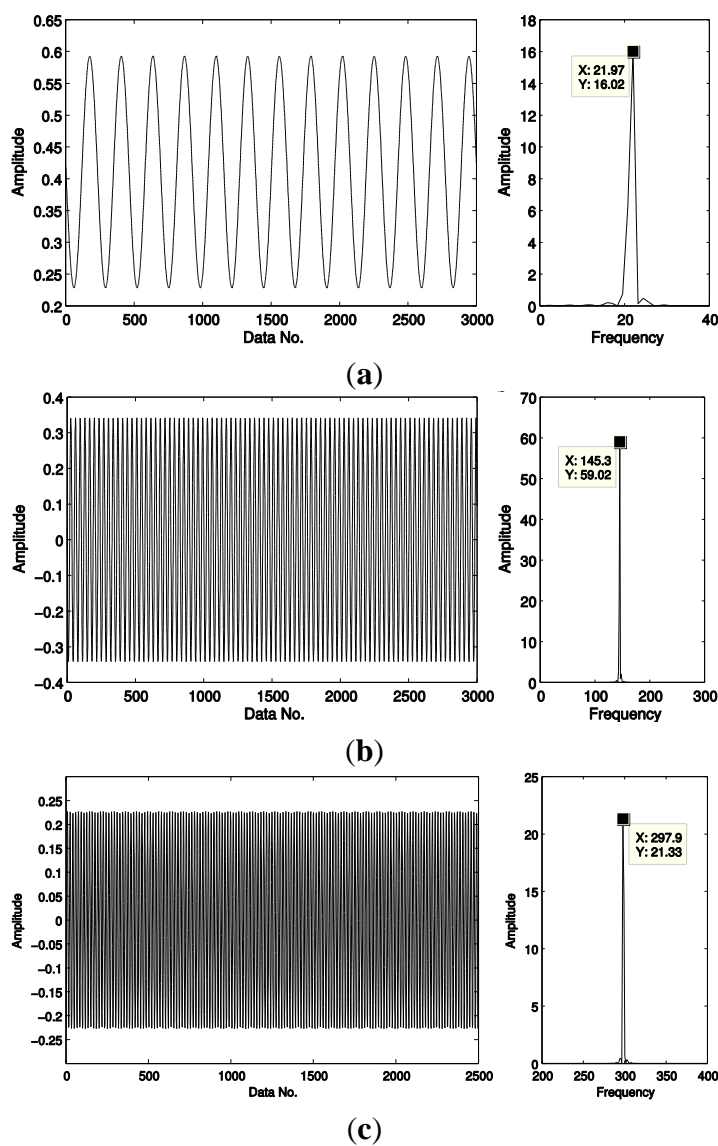 0.65
0.6
0.55
0.5
0.45
0.4
0.35
0.3
0.25
0.2
Amplitude
0 500 1000 1500 2000 2500 3000
Data No.
18
16
14
12
10
8
6
4
2
0
Amplitude
X: 21.97
Y: 16.02
0 20 40
Frequency
(a)
0.4
0.3
0.2
0.1
0
−0.1
−0.2
−0.3
−0.4
Amplitude
0 500 1000 1500 2000 2500 3000
Data No.
70
60
50
40
30
20
10
0
Amplitude
X: 145.3
Y: 59.02
0 100 200 300
Frequency
(b)
0.25
0.2
0.15
0.1
0.05
0
−0.05
−0.1
−0.15
−0.2
−0.25
Amplitude
0 500 1000 1500 2000 2500
Data No.
25
20
15
10
5
0
Amplitude
X: 297.9
Y: 21.33
200 250 300 350 400
Frequency
(c)